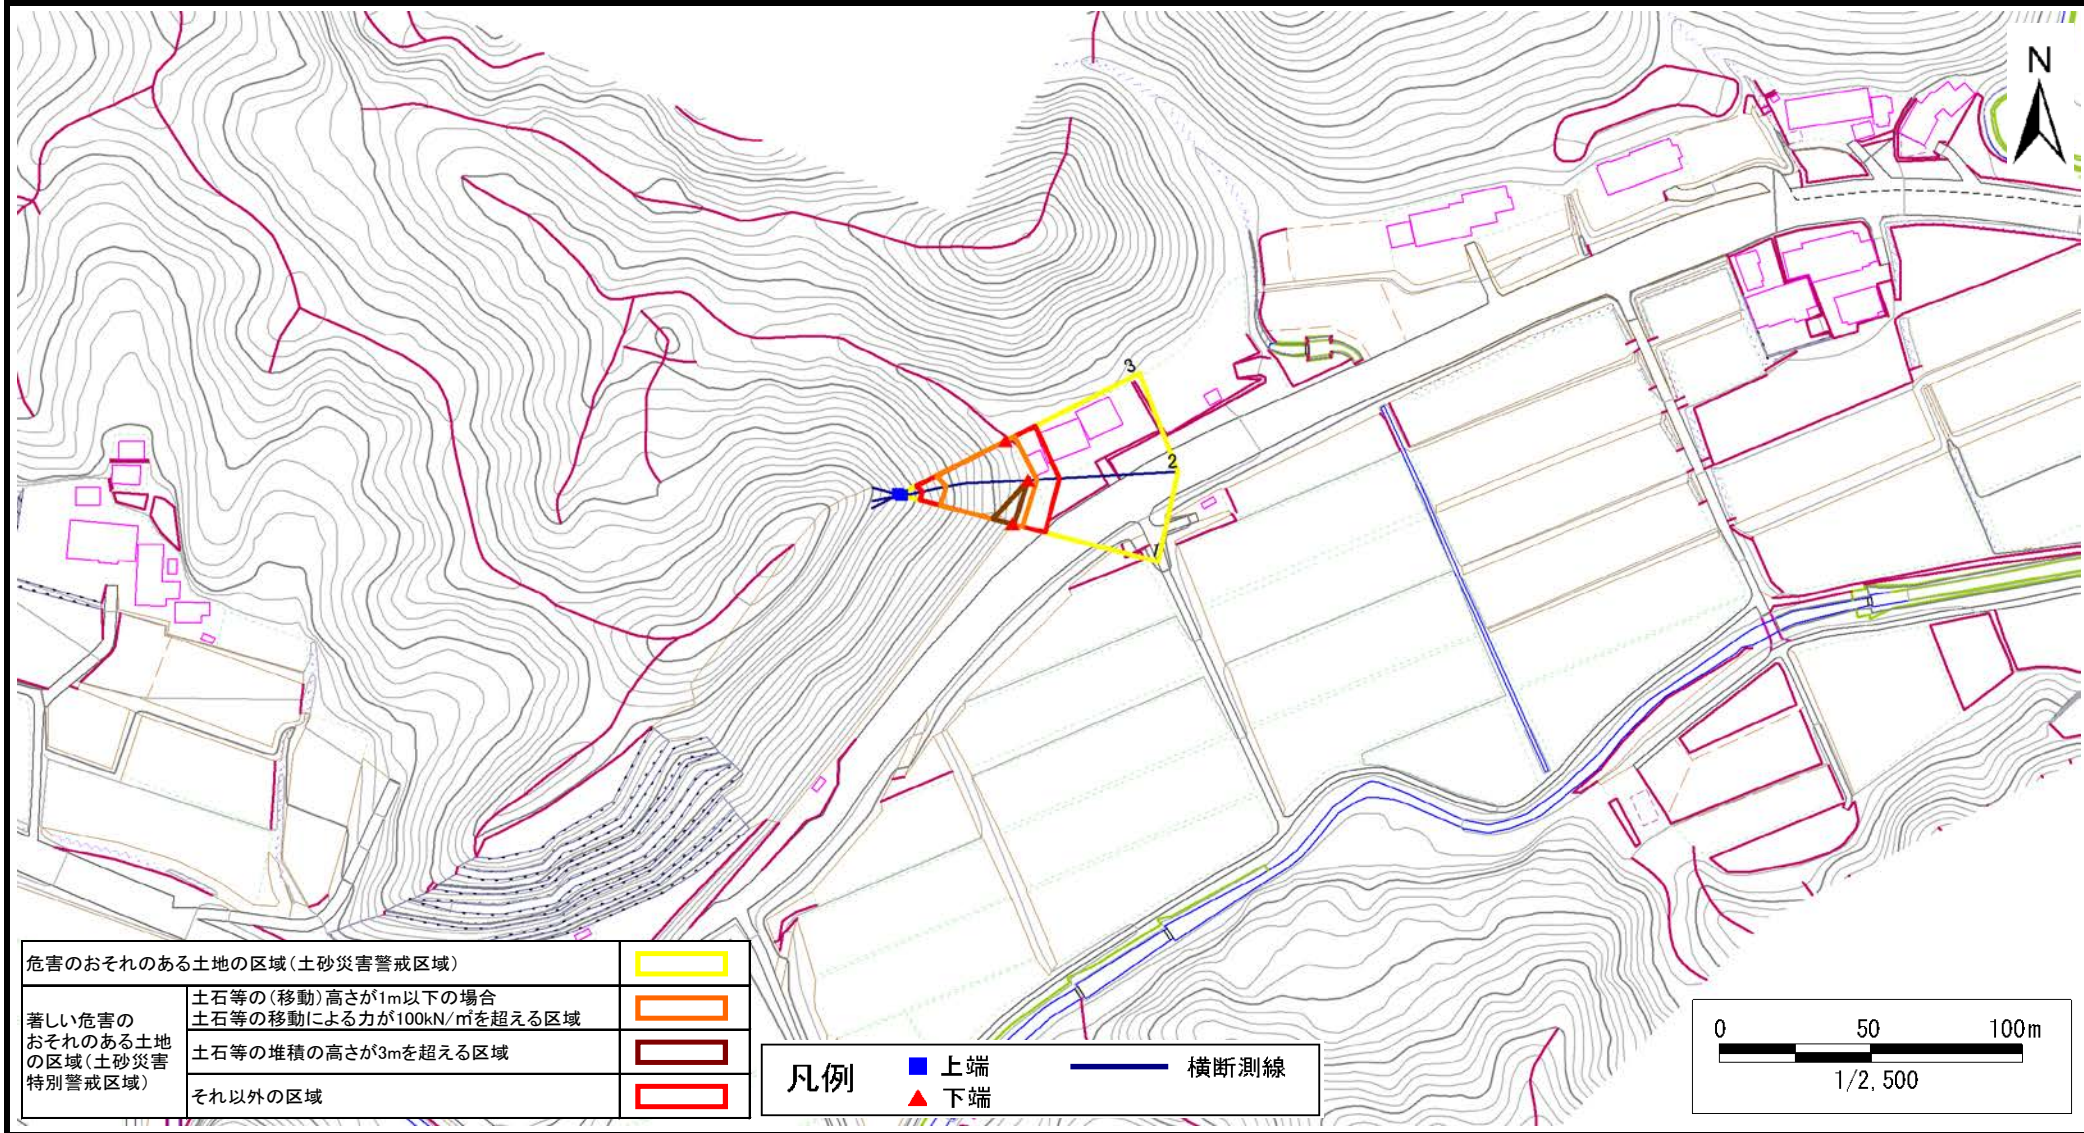 N
3
2
1
危害のおそれのある土地の区域(土砂災害警戒区域)
著しい危害の
おそれのある土地
の区域(土砂災害
特別警戒区域)
土石等の(移動)高さが1m以下の場合
土石等の移動による力が100kN/㎡を超える区域
土石等の堆積の高さが3mを超える区域
それ以外の区域
凡例
上端
下端
横断測線
0 50 100m
1/2,500